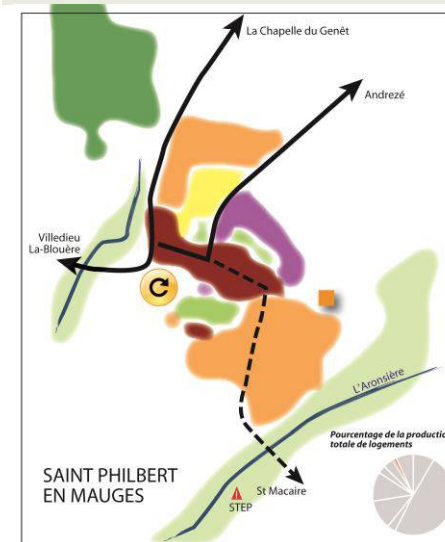 La Chapelle du Genêt
Andrezé
Villedieu
La-Blouère
L'Aronsière
Pourcentage de la production
totale de logements
SAINT PHILBERT
EN MAUGES
St Macaire
STEP